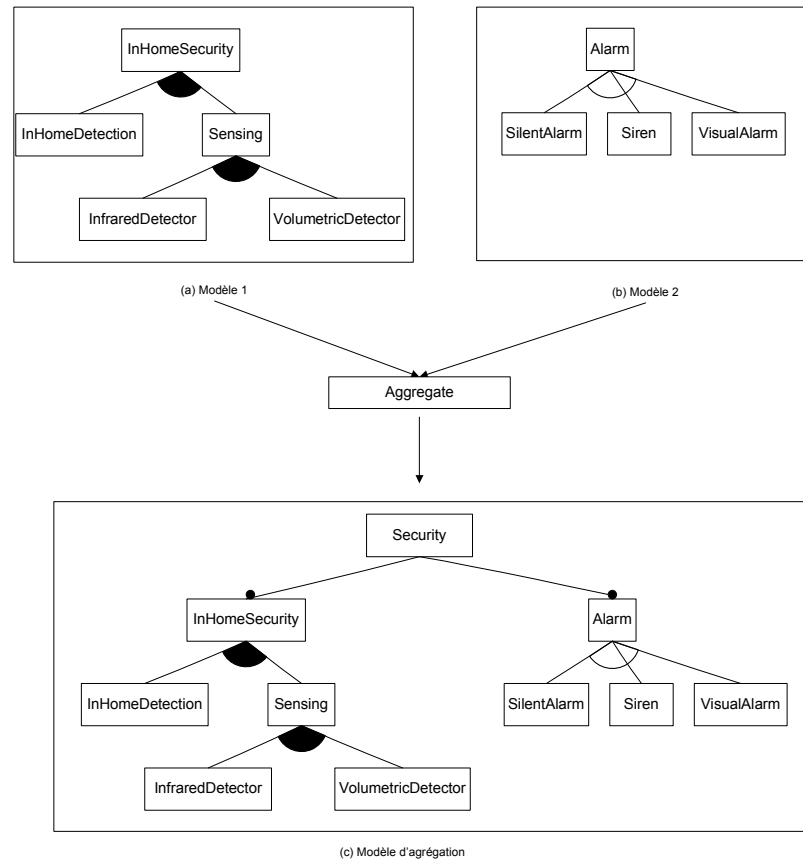 InHomeSecurity
InHomeDetection
Sensing
InfraredDetector
VolumetricDetector
(a) Modèle 1
Alarm
SilentAlarm
Siren
VisualAlarm
(b) Modèle 2
Aggregate
Security
InHomeSecurity
Alarm
InHomeDetection
Sensing
SilentAlarm
Siren
VisualAlarm
InfraredDetector
VolumetricDetector
(c) Modèle d'agrégation